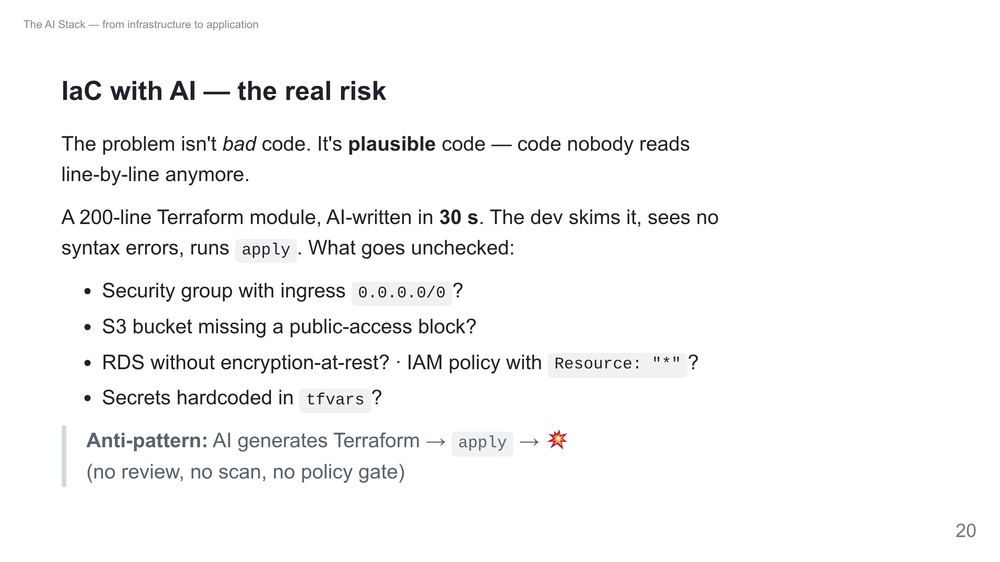 The AI Stack — from infrastructure to application
IaC with AI — the real risk
The problem isn't bad code. It's plausible code — code nobody reads
line-by-line anymore.
A 200-line Terraform module, AI-written in 30 s. The dev skims it, sees no
syntax errors, runs apply. What goes unchecked:
• Security group with ingress 0.0.0.0/0?
• S3 bucket missing a public-access block?
• RDS without encryption-at-rest? · IAM policy with Resource: "*"?
• Secrets hardcoded in tfvars?
Anti-pattern: AI generates Terraform → apply → 💥
(no review, no scan, no policy gate)
20